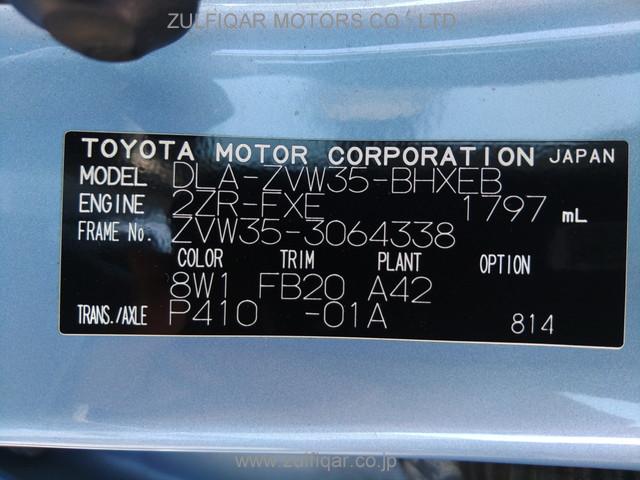 ZULFIQAR MOTORS CO., LTD.
TOYOTA MOTOR CORPORATION JAPAN
MODEL DLA-ZVW35-BHXEB
ENGINE 2ZR-FXE 1797 mL
FRAME No. ZVW35-3064338
COLOR TRIM PLANT OPTION
8W1 FB20 A42
TRANS./AXLE P410 -01A 814
www.zulfiqar.co.jp